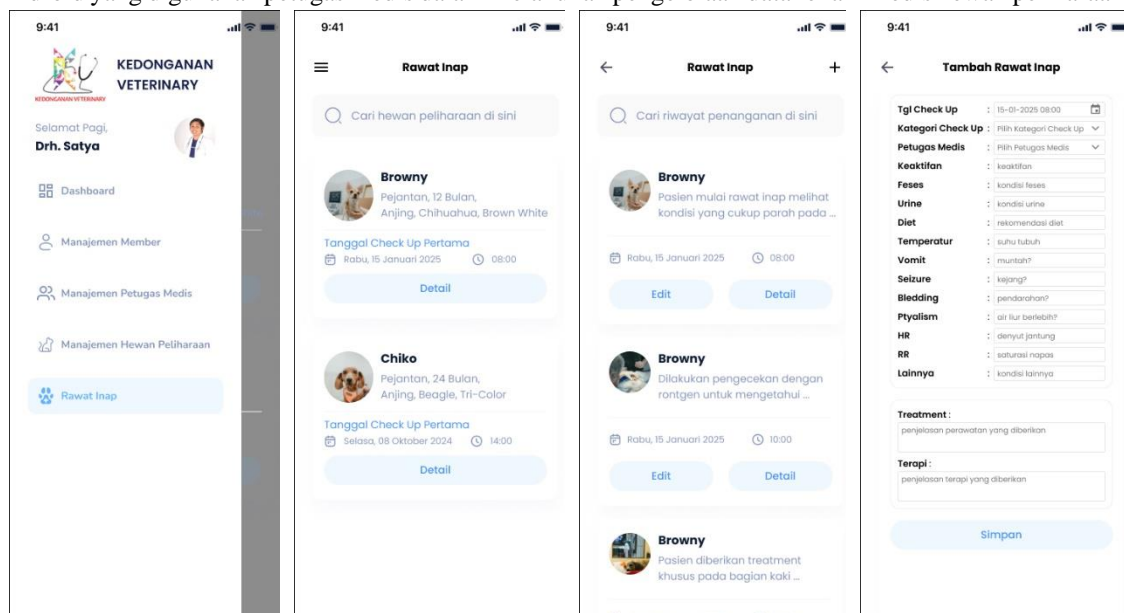 9:41
KEDONGANAN
VETERINARY
KEDONGANAN VETERINARY
Selamat Pagi,
Drh. Satya
Dashboard
Manajemen Member
Manajemen Petugas Medis
Manajemen Hewan Peliharaan
Rawat Inap
9:41
Rawat Inap
Cari hewan peliharaan di sini
Browny
Pejantan, 12 Bulan,
Anjing, Chihuahua, Brown White
Tanggal Check Up Pertama
Rabu, 15 Januari 2025 08:00
Detail
Chiko
Pejantan, 24 Bulan,
Anjing, Beagle, Tri-Color
Tanggal Check Up Pertama
Selasa, 08 Oktober 2024 14:00
Detail
9:41
Rawat Inap +
Cari riwayat penanganan di sini
Browny
Pasien mulai rawat inap melihat
kondisi yang cukup parah pada ...
Rabu, 15 Januari 2025 08:00
Edit Detail
Browny
Dilakukan pengecekan dengan
rontgen untuk mengetahui ...
Rabu, 15 Januari 2025 10:00
Edit Detail
Browny
Pasien diberikan treatment
khusus pada bagian kaki ...
9:41
Tambah Rawat Inap
Tgl Check Up : 15-01-2025 08:00
Kategori Check Up : Pilih Kategori Check Up
Petugas Medis : Pilih Petugas Medis
Keaktifan : keaktifan
Feses : kondisi feses
Urine : kondisi urine
Diet : rekomendasi diet
Temperatur : suhu tubuh
Vomit : muntah?
Seizure : kejang?
Bledding : pendarahan?
Ptyalism : air liur berlebih?
HR : denyut jantung
RR : saturasi napas
Lainnya : kondisi lainnya
Treatment :
penjelasan perawatan yang diberikan
Terapi :
penjelasan terapi yang diberikan
Simpan